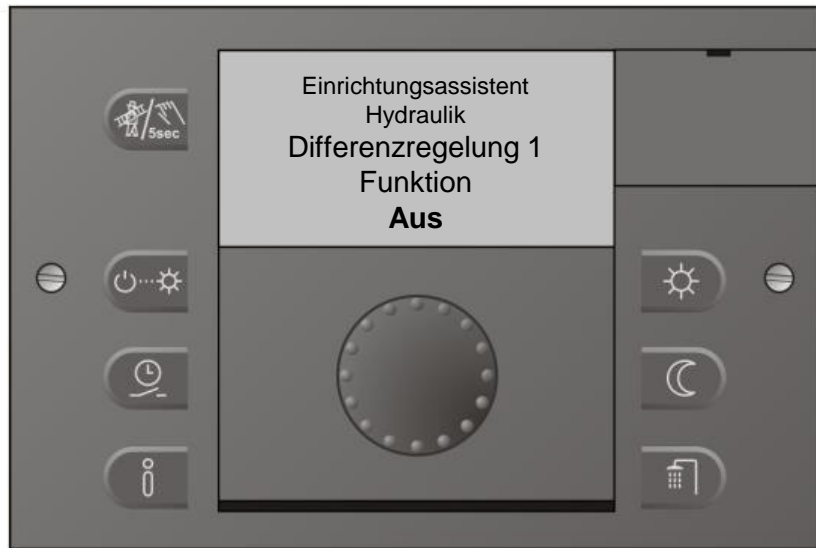 Einrichtungsassistent
Hydraulik
Differenzregelung 1
Funktion
Aus
5sec